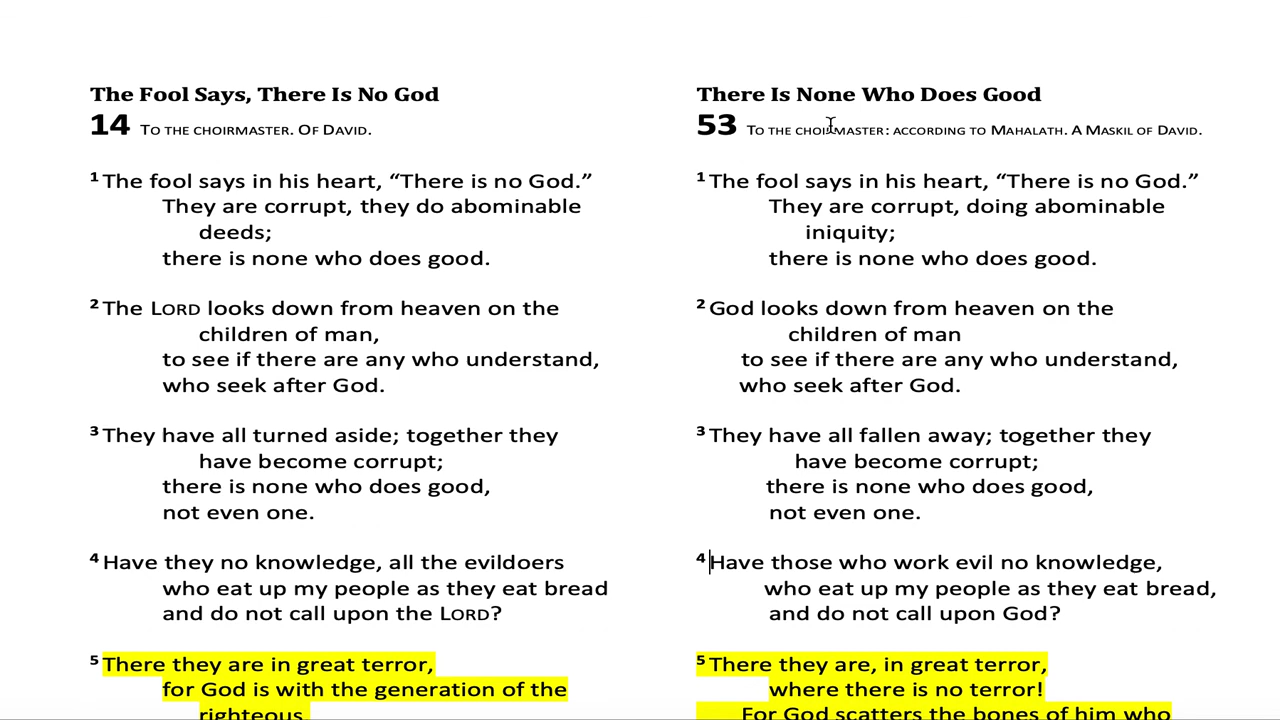 The Fool Says, There Is No God
14 To the choirmaster. Of David.
1 The fool says in his heart, “There is no God.”
They are corrupt, they do abominable
deeds;
there is none who does good.
2 The LORD looks down from heaven on the
children of man,
to see if there are any who understand,
who seek after God.
3 They have all turned aside; together they
have become corrupt;
there is none who does good,
not even one.
4 Have they no knowledge, all the evildoers
who eat up my people as they eat bread
and do not call upon the LORD?
5 There they are in great terror,
for God is with the generation of the
righteous.
There Is None Who Does Good
53 To the choirmaster: according to Mahalath. A Maskil of David.
1 The fool says in his heart, “There is no God.”
They are corrupt, doing abominable
iniquity;
there is none who does good.
2 God looks down from heaven on the
children of man
to see if there are any who understand,
who seek after God.
3 They have all fallen away; together they
have become corrupt;
there is none who does good,
not even one.
4 Have those who work evil no knowledge,
who eat up my people as they eat bread,
and do not call upon God?
5 There they are, in great terror,
where there is no terror!
For God scatters the bones of him who